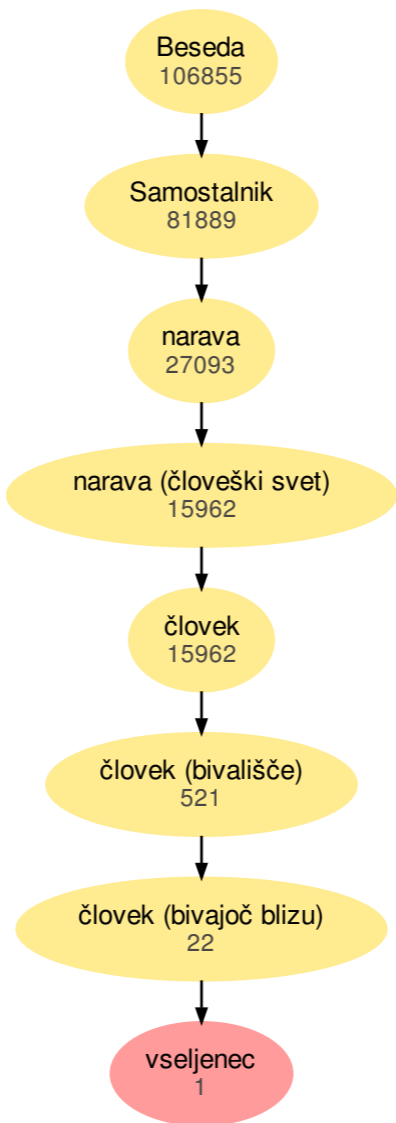 Beseda
106855
Samostalnik
81889
narava
27093
narava (človeški svet)
15962
človek
15962
človek (bivališče)
521
človek (bivajoč blizu)
22
vseljenec
1